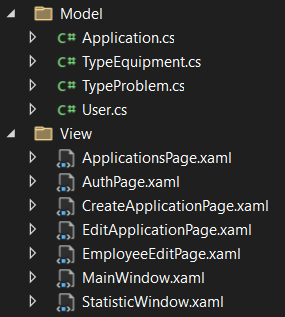 Model
C# Application.cs
C# TypeEquipment.cs
C# TypeProblem.cs
C# User.cs
View
ApplicationsPage.xaml
AuthPage.xaml
CreateApplicationPage.xaml
EditApplicationPage.xaml
EmployeeEditPage.xaml
MainWindow.xaml
StatisticWindow.xaml